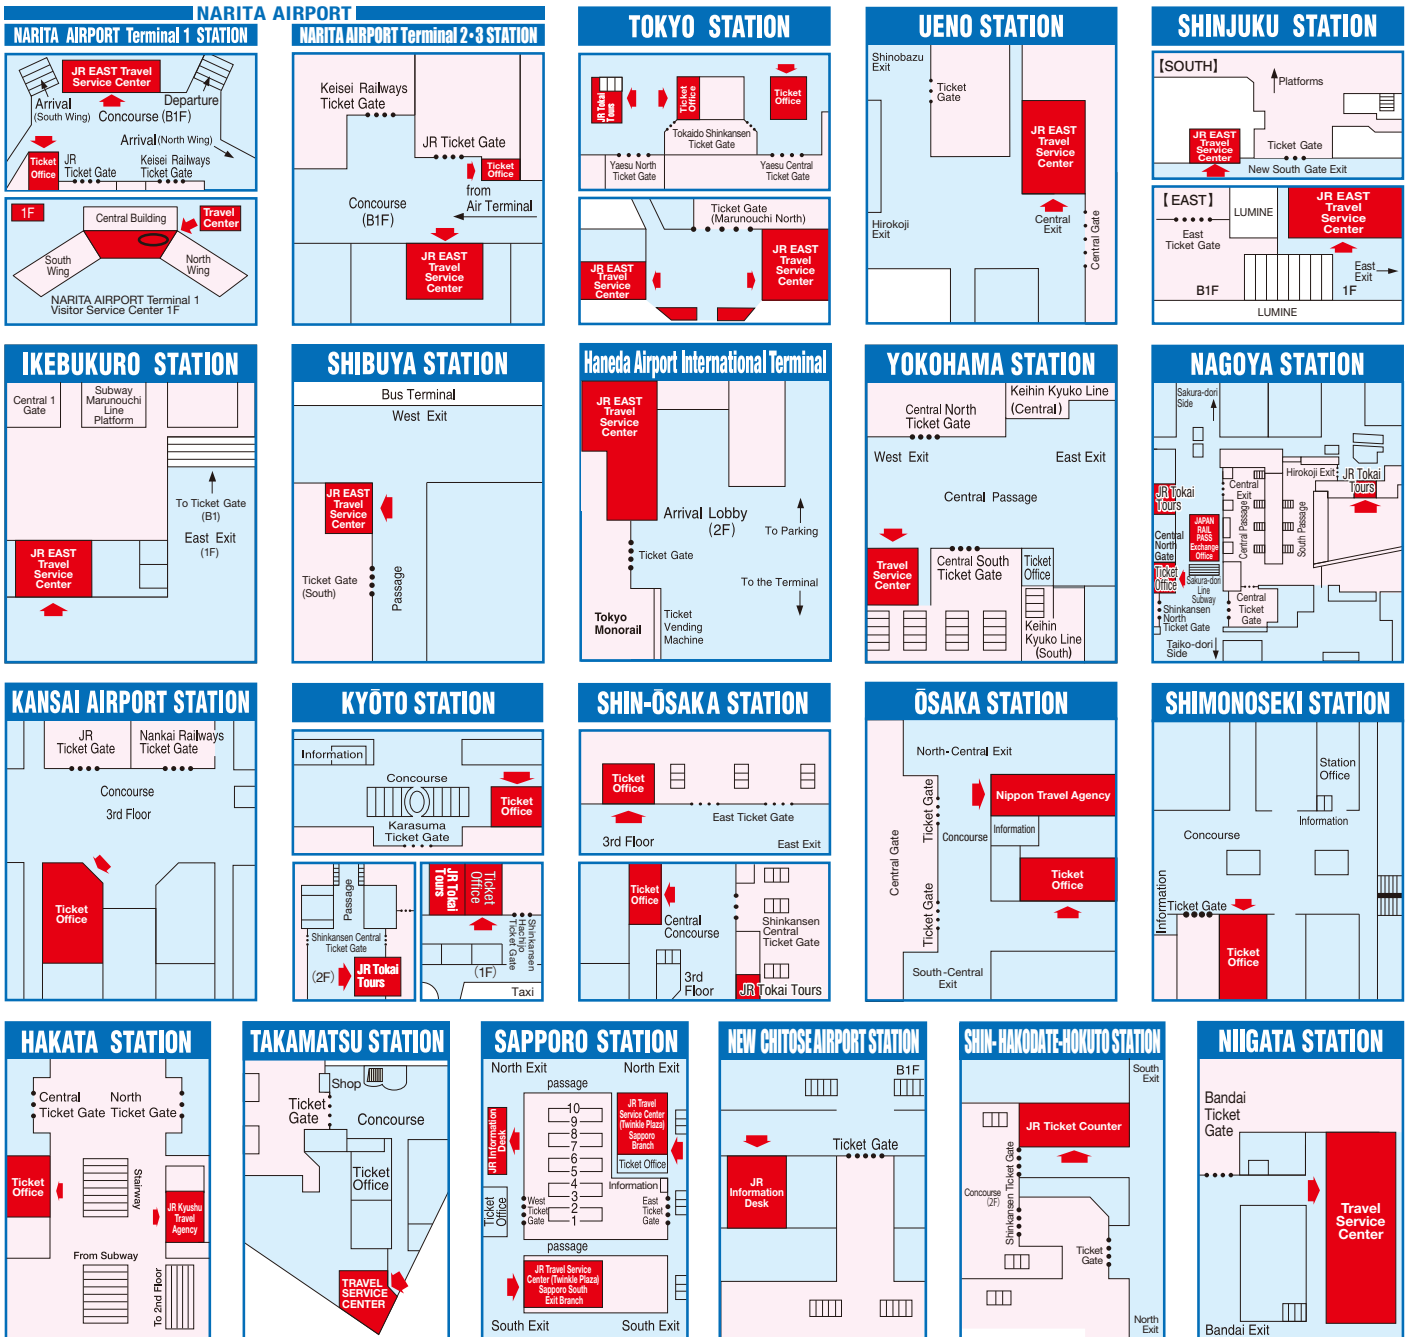 NARITA AIRPORT
NARITA AIRPORT Terminal 1 STATION
JR EAST Travel
Service Center
Arrival
(South Wing)
Departure
Concourse (B1F)
Arrival (North Wing)
Ticket
Office
JR
Ticket Gate
Keisei Railways
Ticket Gate
1F
Central Building
Travel
Center
South
Wing
North
Wing
NARITA AIRPORT Terminal 1
Visitor Service Center 1F
NARITA AIRPORT Terminal 2•3 STATION
Keisei Railways
Ticket Gate
JR Ticket Gate
Ticket
Office
from
Air Terminal
Concourse
(B1F)
JR EAST
Travel
Service
Center
TOKYO STATION
JR Tokai
Tours
Ticket
Office
Ticket
Office
Tokaido Shinkansen
Ticket Gate
Yaesu North
Ticket Gate
Yaesu Central
Ticket Gate
Ticket Gate
(Marunouchi North)
JR EAST
Travel
Service
Center
JR EAST
Travel
Service
Center
UENO STATION
Shinobazu
Exit
Ticket
Gate
JR EAST
Travel
Service
Center
Hirokoji
Exit
Central
Exit
Central Gate
SHINJUKU STATION
[SOUTH]
Platforms
JR EAST
Travel
Service
Center
Ticket Gate
New South Gate Exit
[EAST]
LUMINE
JR EAST
Travel
Service
Center
East
Ticket Gate
East
Exit
B1F
1F
LUMINE
IKEBUKURO STATION
Central 1
Gate
Subway
Marunouchi
Line
Platform
To Ticket Gate
(B1)
East Exit
(1F)
JR EAST
Travel
Service
Center
SHIBUYA STATION
Bus Terminal
West Exit
JR EAST
Travel
Service
Center
Ticket Gate
(South)
Passage
Haneda Airport International Terminal
JR EAST
Travel
Service
Center
Arrival Lobby
(2F)
To Parking
Ticket Gate
To the Terminal
Tokyo
Monorail
Ticket
Vending
Machine
YOKOHAMA STATION
Keihin Kyuko Line
(Central)
Central North
Ticket Gate
West Exit
East Exit
Central Passage
Travel
Service
Center
Central South
Ticket Gate
Ticket
Office
Keihin
Kyuko Line
(South)
NAGOYA STATION
Sakura-dori
Side
Hirokoji Exit
JR Tokai
Tours
JR Tokai
Tours
Central
Exit
JAPAN
RAIL
PASS
Exchange
Office
Central Passage
South Passage
Central
North
Gate
Ticket
Office
Sakura-dori
Line
Subway
Shinkansen
North
Ticket Gate
Central
Ticket
Gate
Taiko-dori
Side
KANSAI AIRPORT STATION
JR
Ticket Gate
Nankai Railways
Ticket Gate
Concourse
3rd Floor
Ticket
Office
KYŌTO STATION
Information
Concourse
Ticket
Office
Karasuma
Ticket Gate
Passage
Shinkansen Central
Ticket Gate
(2F)
JR Tokai
Tours
JR Tokai
Tours
Ticket
Office
Shinkansen
Hachijo
Ticket Gate
(1F)
Taxi
SHIN-ŌSAKA STATION
Ticket
Office
East Ticket Gate
3rd Floor
East Exit
Ticket
Office
Central
Concourse
Shinkansen
Central
Ticket Gate
3rd
Floor
JR Tokai Tours
ŌSAKA STATION
North-Central Exit
Nippon Travel Agency
Ticket Gate
Concourse
Information
Central Gate
Ticket
Office
Ticket Gate
South-Central
Exit
SHIMONOSEKI STATION
Station
Office
Information
Concourse
Information
Ticket Gate
Ticket
Office
HAKATA STATION
Central
Ticket Gate
North
Ticket Gate
Ticket
Office
Stairway
JR Kyushu
Travel
Agency
From Subway
To 2nd Floor
TAKAMATSU STATION
Shop
Ticket
Gate
Concourse
Ticket
Office
TRAVEL
SERVICE
CENTER
SAPPORO STATION
North Exit
North Exit
passage
JR Information
Desk
10
9
8
7
6
5
4
3
2
1
JR Travel
Service Center
(Twinkle Plaza)
Sapporo
Branch
Ticket Office
Information
Ticket
Office
West
Ticket
Gate
East
Ticket
Gate
passage
JR Travel Service
Center (Twinkle Plaza)
Sapporo South
Exit Branch
South Exit
South Exit
NEW CHITOSE AIRPORT STATION
B1F
Ticket Gate
JR
Information
Desk
SHIN-HAKODATE-HOKUTO STATION
South
Exit
JR Ticket Counter
Shinkansen Ticket Gate
Concourse
(2F)
Ticket
Gate
North
Exit
NIIGATA STATION
Bandai
Ticket
Gate
Travel
Service
Center
Bandai Exit